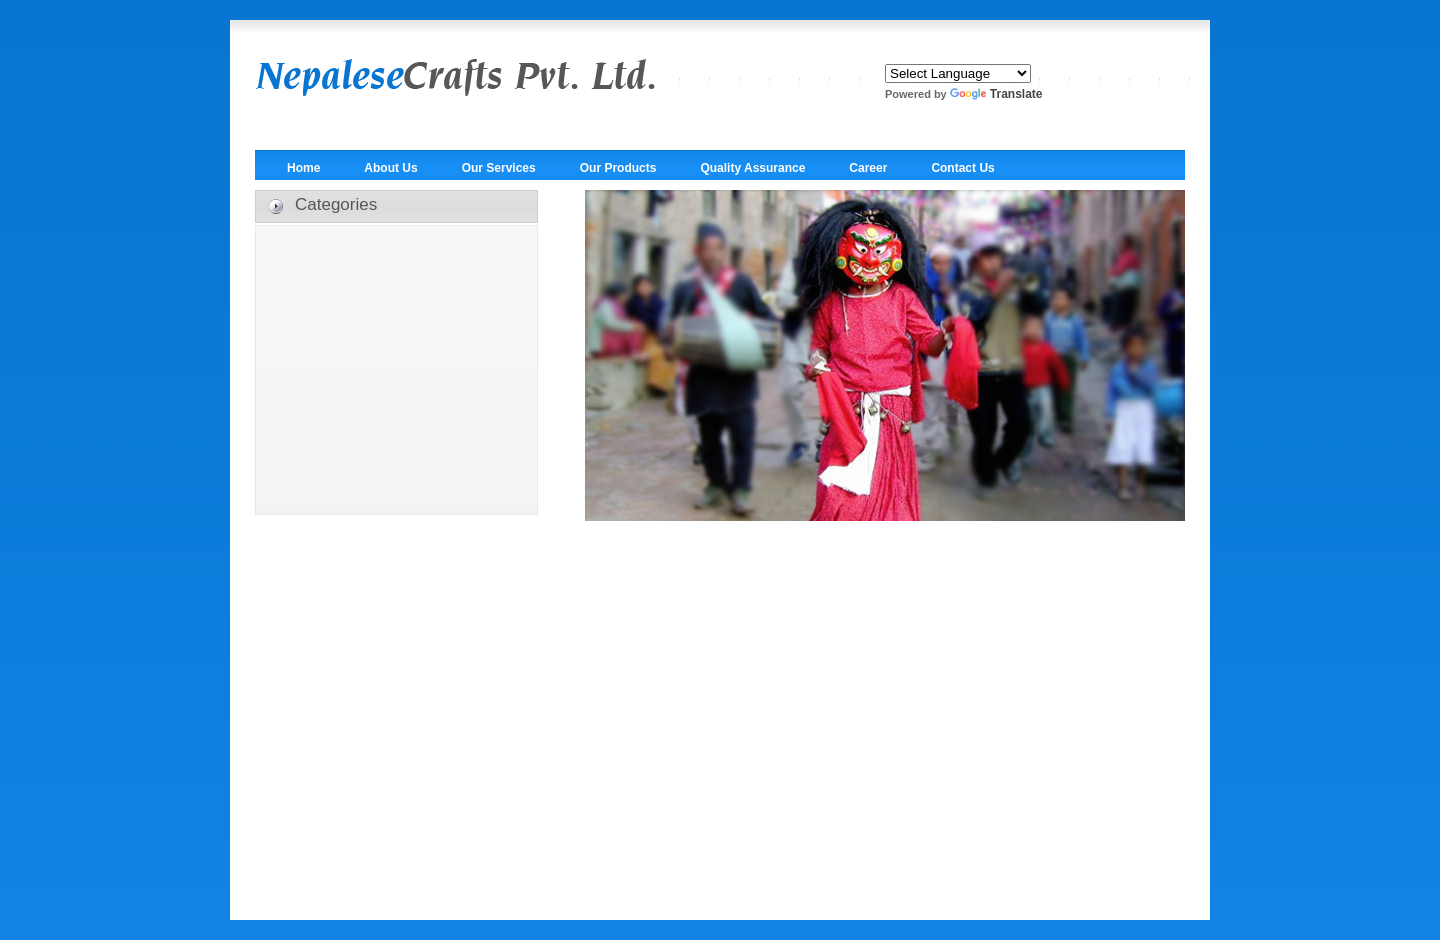 NepaleseCrafts Pvt. Ltd.
Select Language
Powered by Google Translate
Home About Us Our Services Our Products Quality Assurance Career Contact Us
Categories